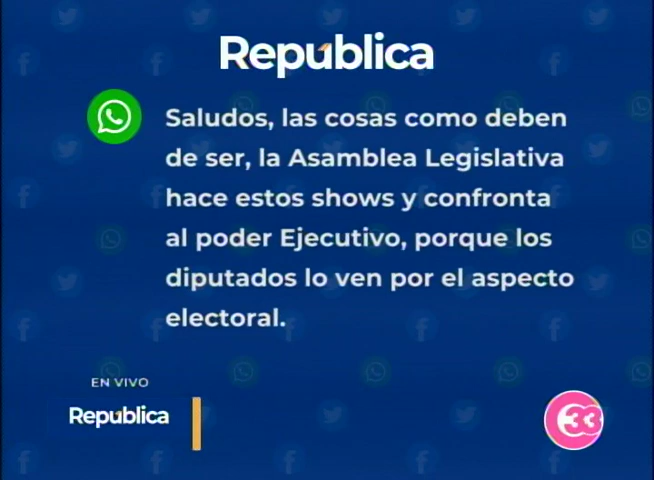 República
Saludos, las cosas como deben
de ser, la Asamblea Legislativa
hace estos shows y confronta
al poder Ejecutivo, porque los
diputados lo ven por el aspecto
electoral.
EN VIVO
República
33